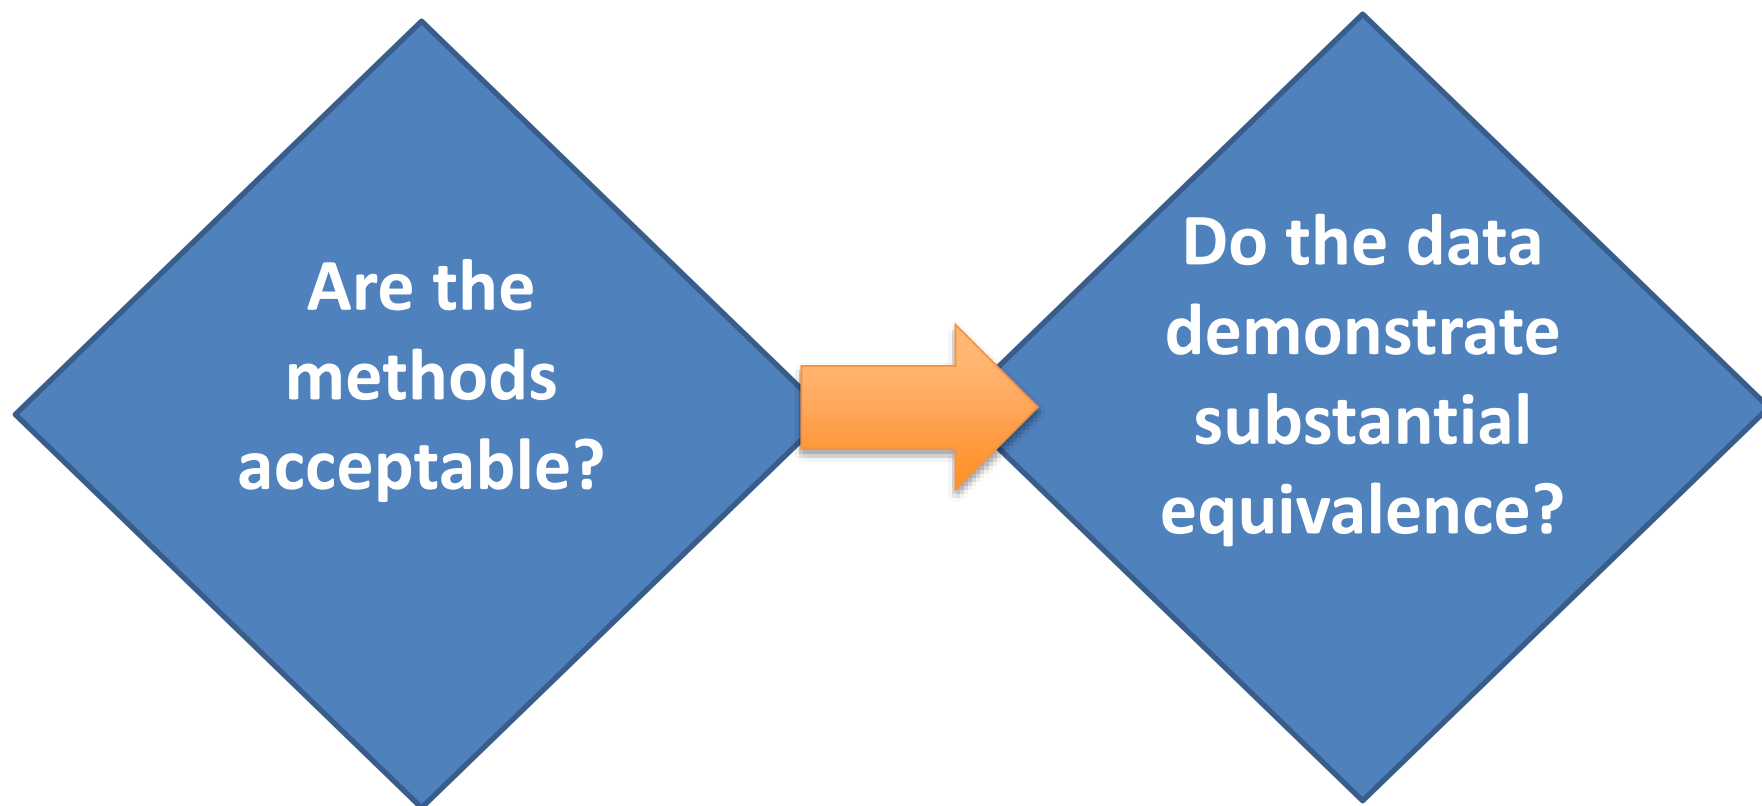 Are the
methods
acceptable?
Do the data
demonstrate
substantial
equivalence?